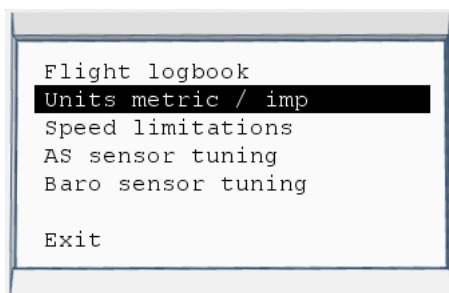 Flight logbook
Units metric / imp
Speed limitations
AS sensor tuning
Baro sensor tuning
Exit